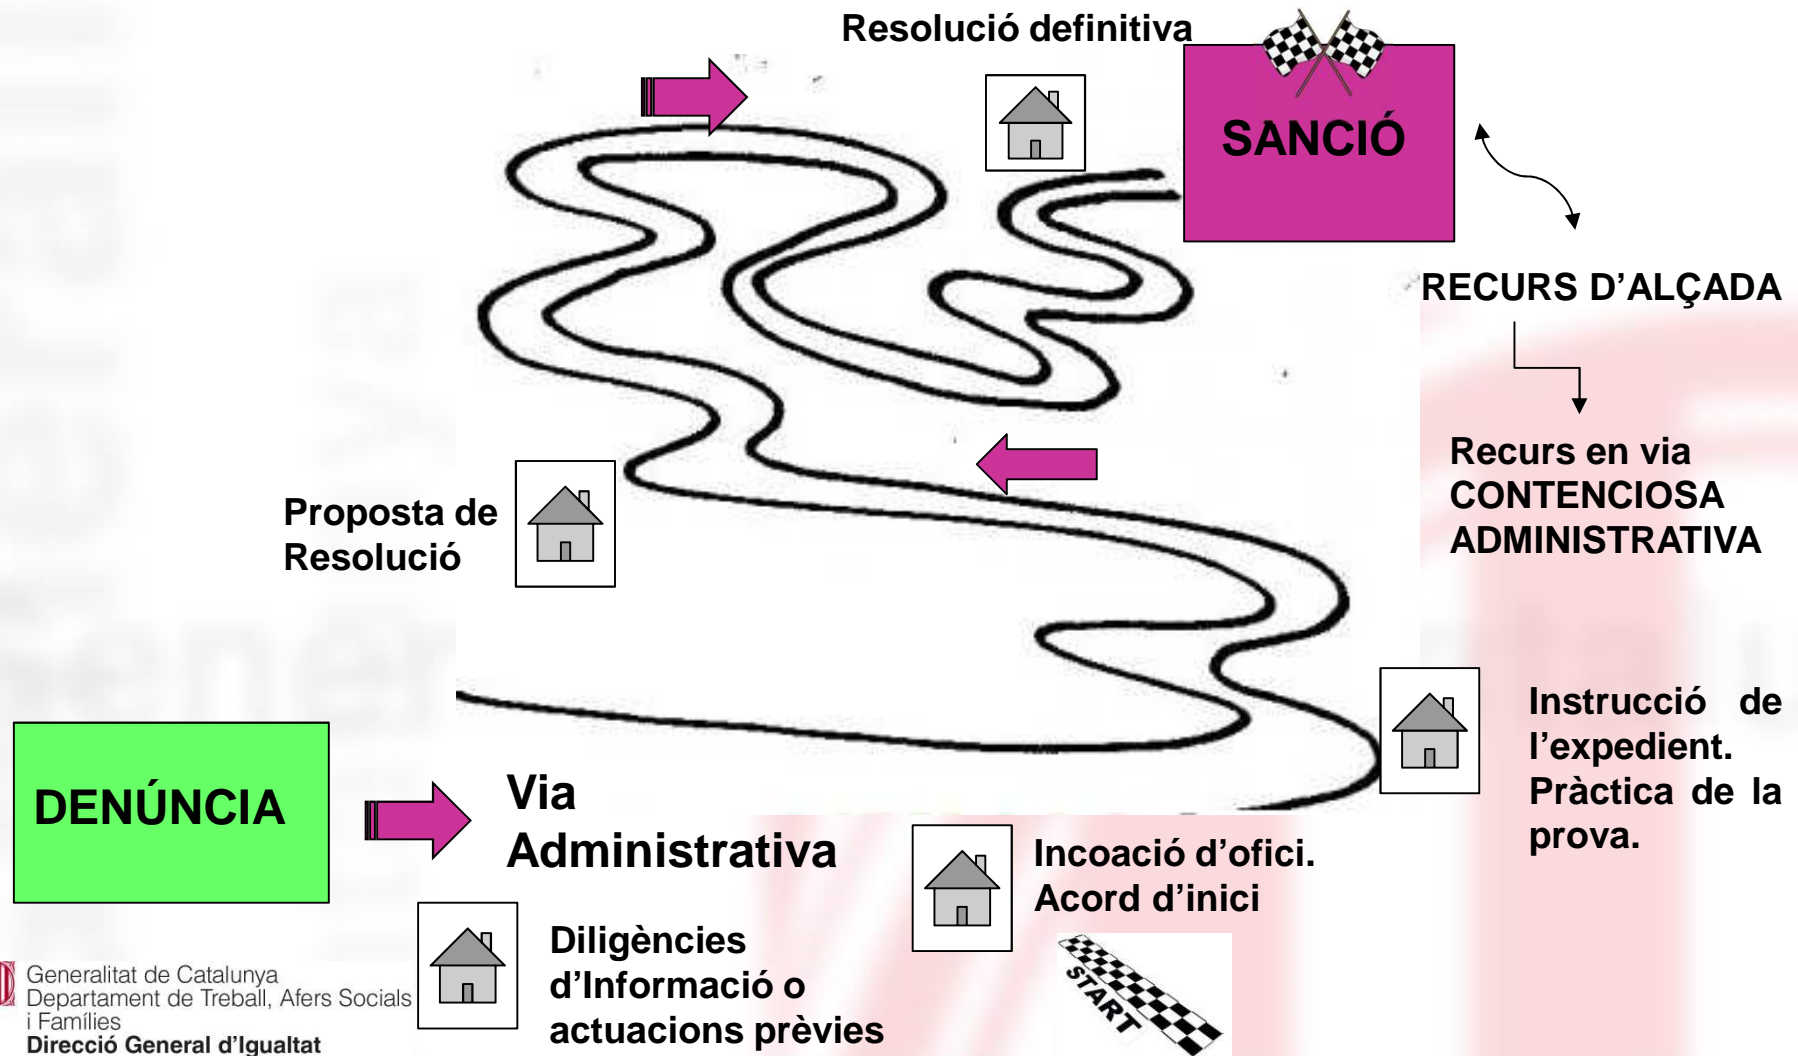 Resolució definitiva
SANCIÓ
RECURS D’ALÇADA
Recurs en via
CONTENCIOSA
ADMINISTRATIVA
Proposta de
Resolució
Instrucció de
l’expedient.
Pràctica de la
prova.
DENÚNCIA
Via
Administrativa
Incoació d’ofici.
Acord d’inici
START
Diligències
d’Informació o
actuacions prèvies
Generalitat de Catalunya
Departament de Treball, Afers Socials
i Famílies
Direcció General d’Igualtat